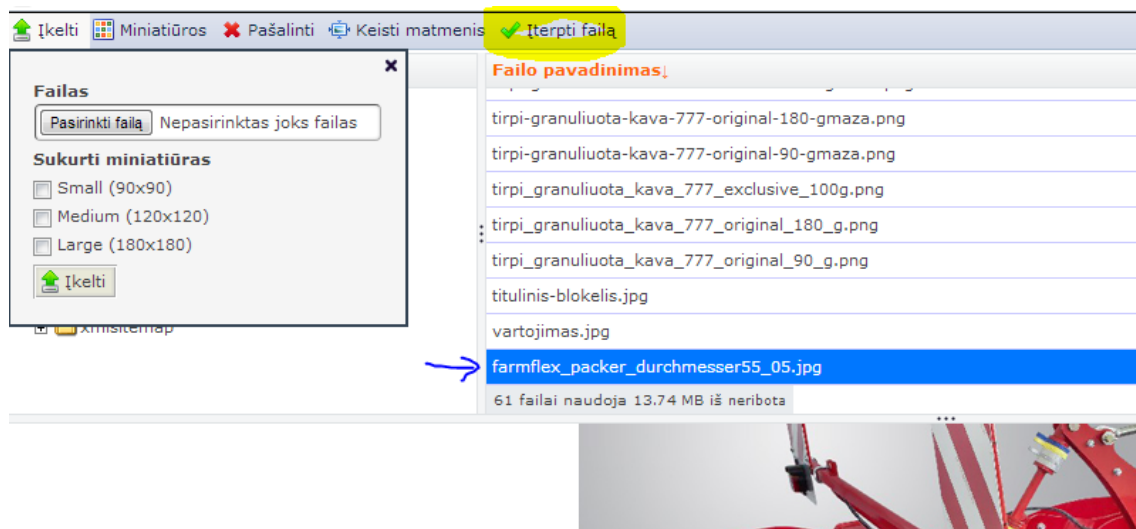 Įkelti Miniatiūros Pašalinti Keisti matmenis Įterpti failą
Failas
Pasirinkti failą Nepasirinktas joks failas
Sukurti miniatiūras
Small (90x90)
Medium (120x120)
Large (180x180)
Įkelti
xmlsitemap
Failo pavadinimas↓
tirpi-granuliuota-kava-777-original-180-gmaza.png
tirpi-granuliuota-kava-777-original-90-gmaza.png
tirpi_granuliuota_kava_777_exclusive_100g.png
tirpi_granuliuota_kava_777_original_180_g.png
tirpi_granuliuota_kava_777_original_90_g.png
titulinis-blokelis.jpg
vartojimas.jpg
farmflex_packer_durchmesser55_05.jpg
61 failai naudoja 13.74 MB iš neribota